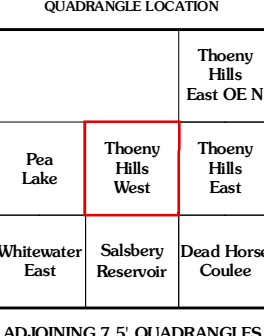 QUADRANGLE LOCATION
Thoeny
Hills
East OE N
Pea
Lake
Thoeny
Hills
West
Thoeny
Hills
East
Whitewater
East
Salsbery
Reservoir
Dead Horse
Coulee
ADJOINING 7.5' QUADRANGLES